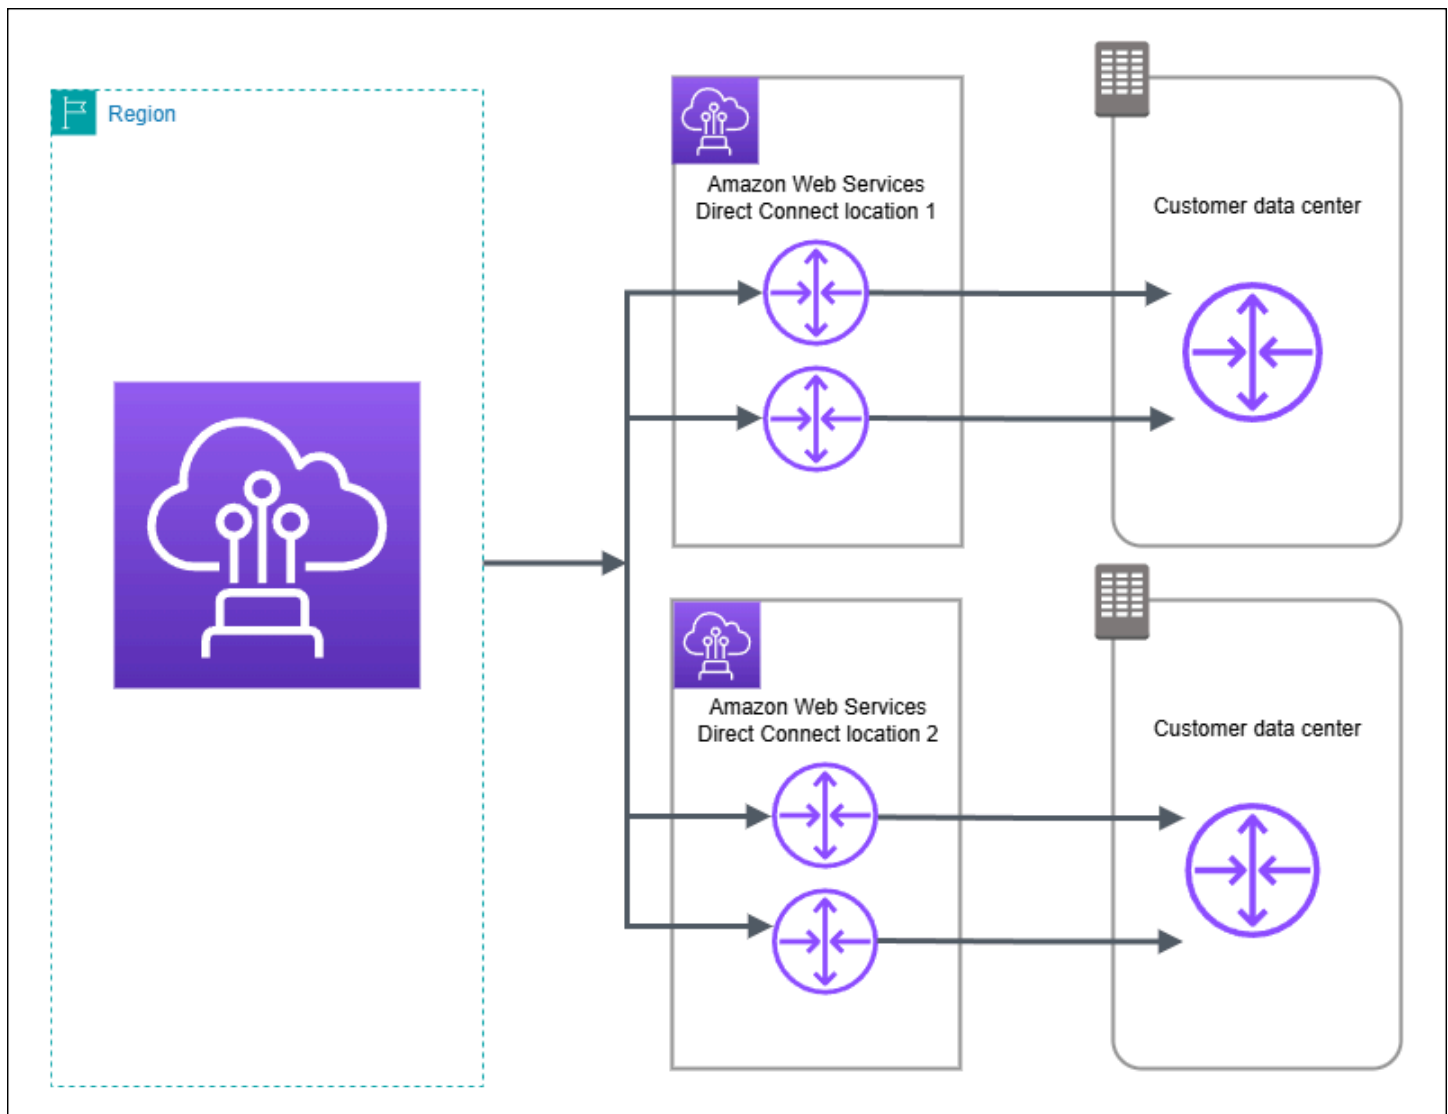 Region
Amazon Web Services
Direct Connect location 1
Customer data center
Amazon Web Services
Direct Connect location 2
Customer data center